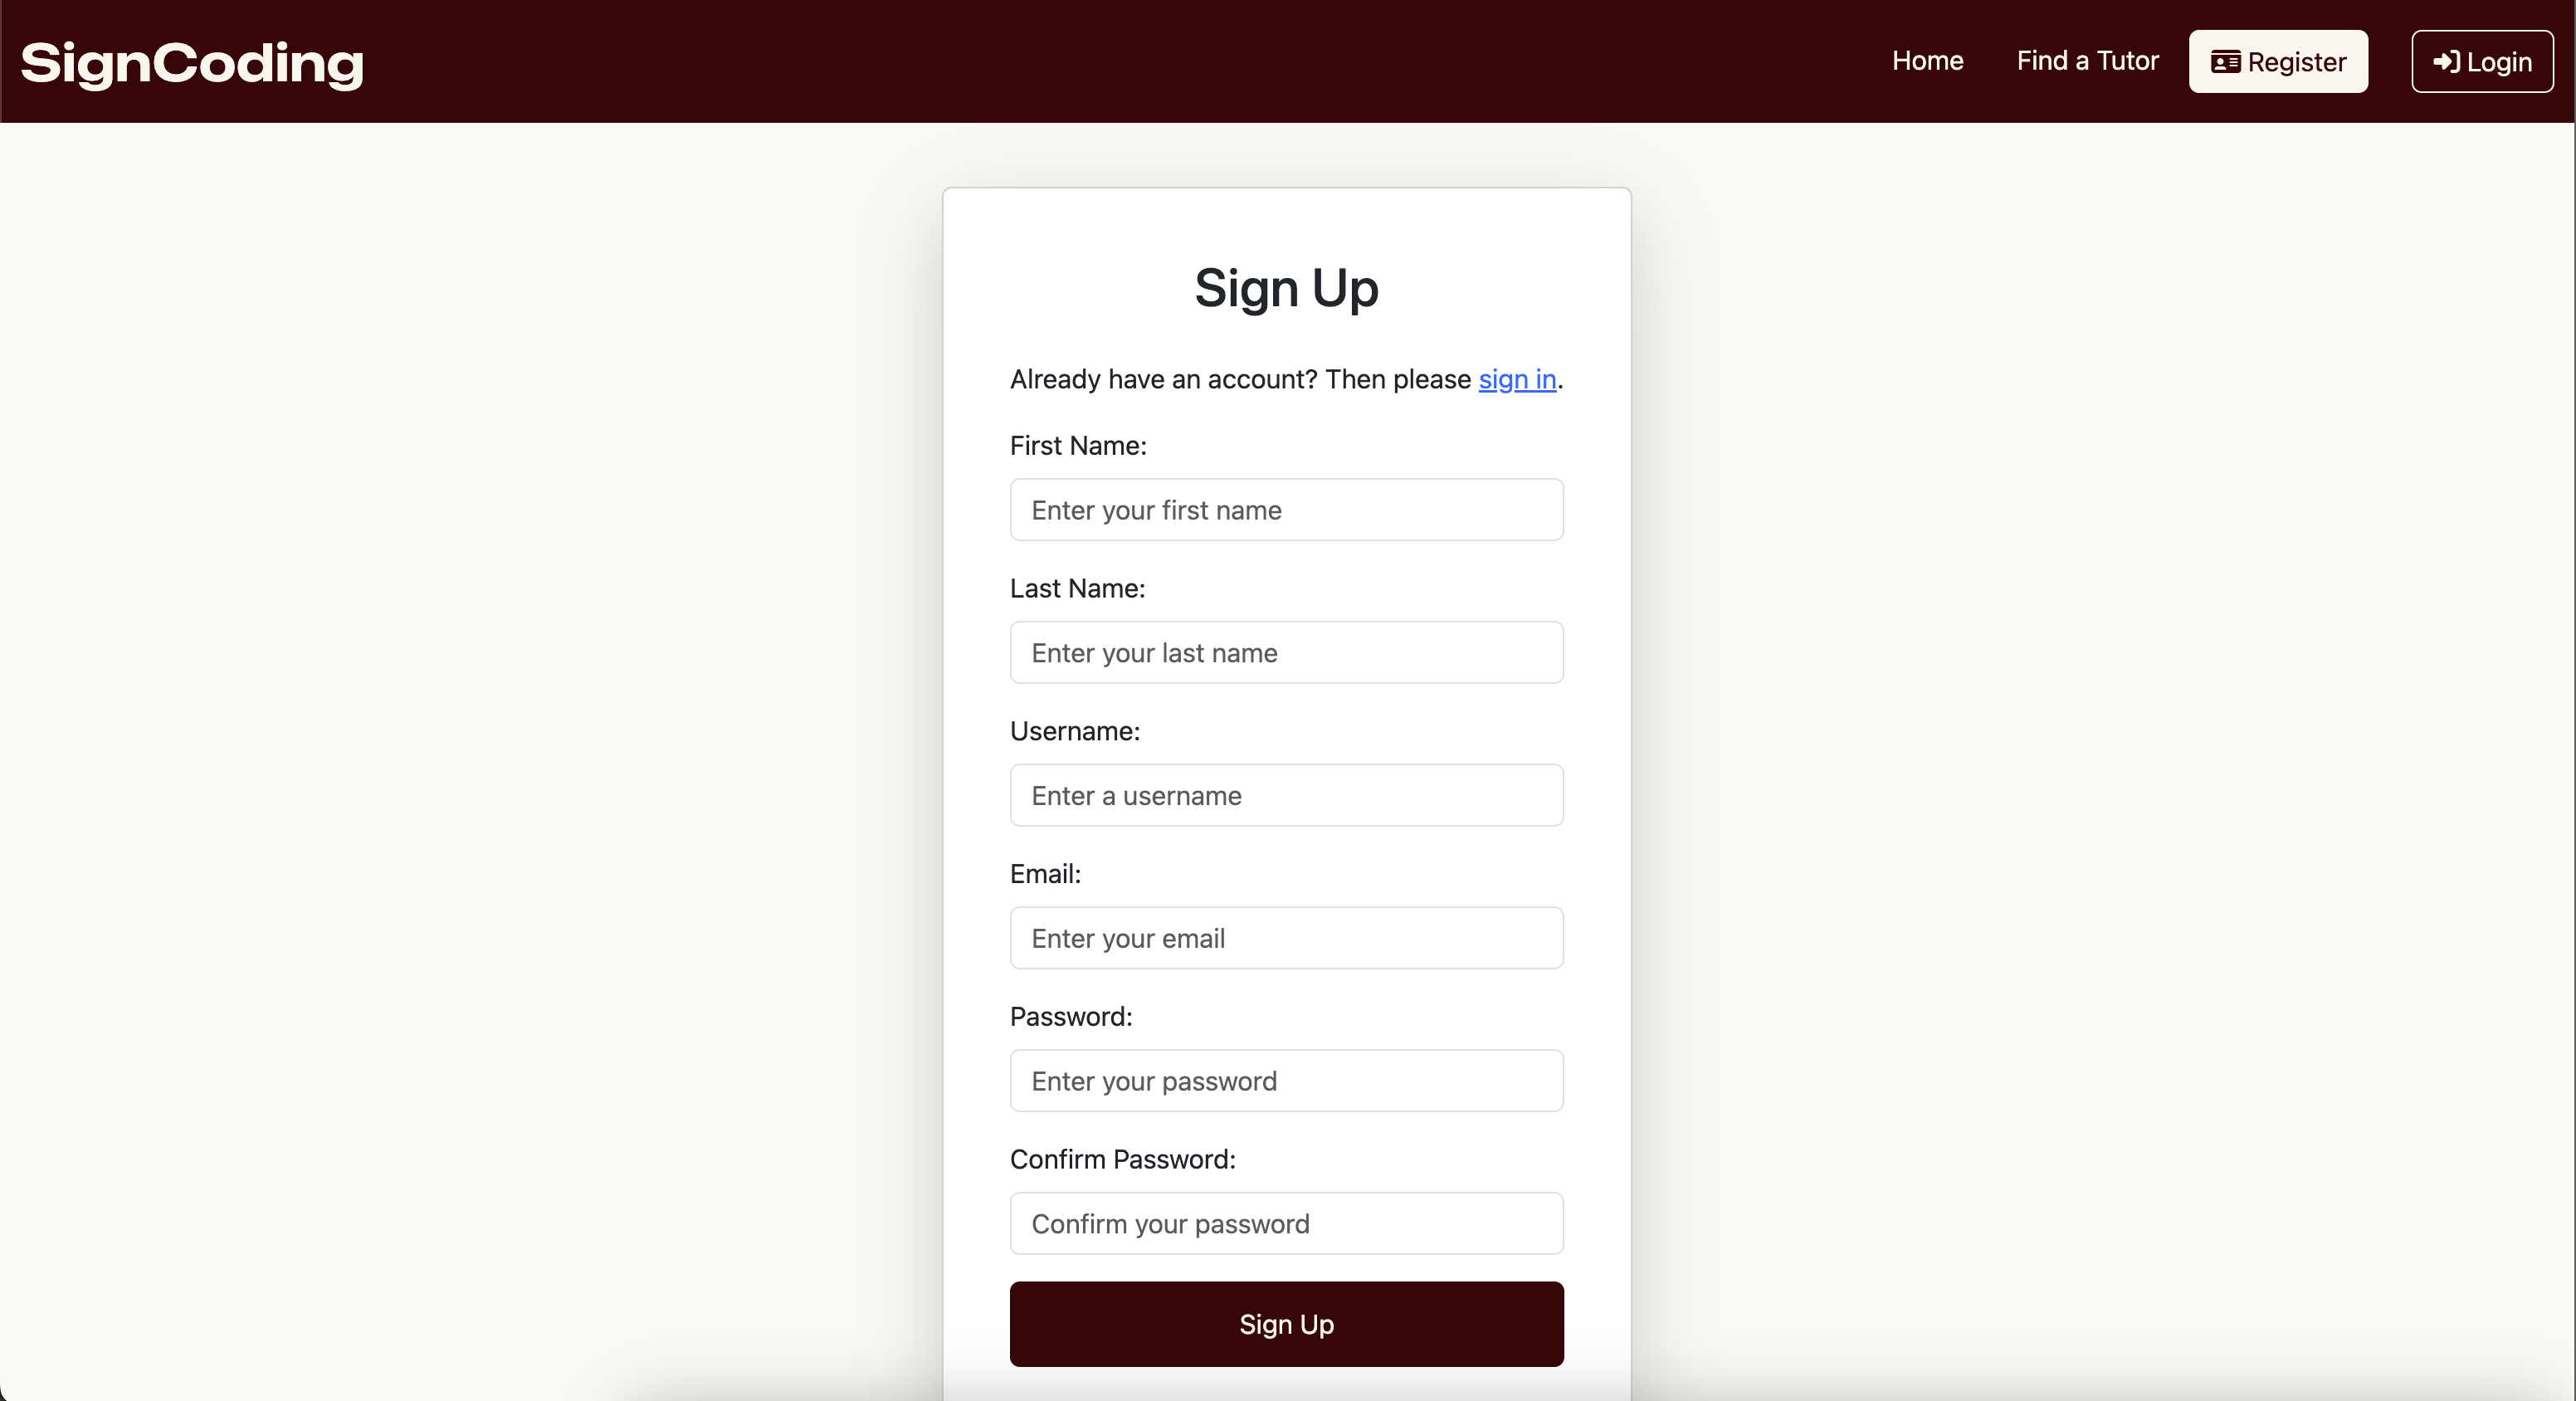 SignCoding
Home Find a Tutor Register Login
Sign Up
Already have an account? Then please sign in.
First Name:
Enter your first name
Last Name:
Enter your last name
Username:
Enter a username
Email:
Enter your email
Password:
Enter your password
Confirm Password:
Confirm your password
Sign Up